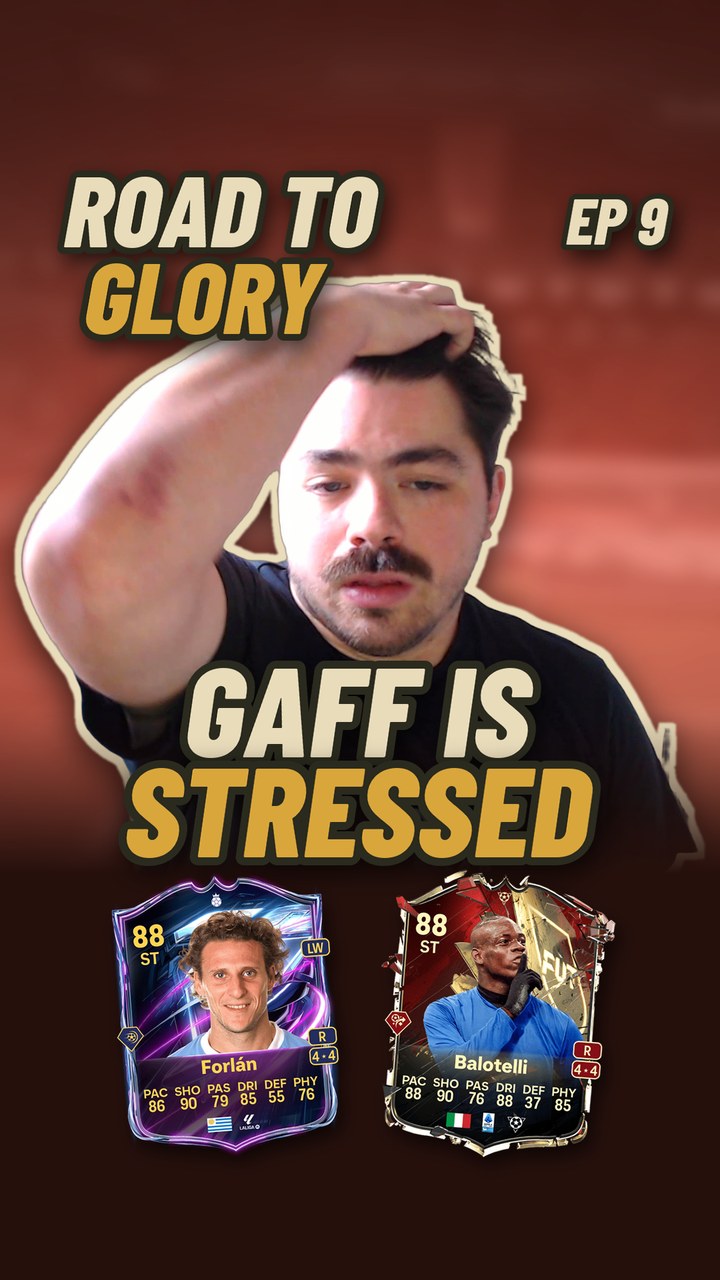 ROAD TO
GLORY
EP 9
GAFF IS
STRESSED
88
ST
LW
R
4•4
Forlán
PAC SHO PAS DRI DEF PHY
86 90 79 85 55 76
LALIGA
88
ST
FUT
R
4•4
Balotelli
PAC SHO PAS DRI DEF PHY
88 90 76 88 37 85